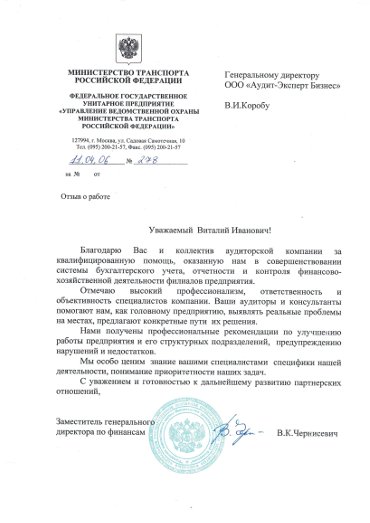 МИНИСТЕРСТВО ТРАНСПОРТА
РОССИЙСКОЙ ФЕДЕРАЦИИ
ФЕДЕРАЛЬНОЕ ГОСУДАРСТВЕННОЕ
УНИТАРНОЕ ПРЕДПРИЯТИЕ
«УПРАВЛЕНИЕ ВЕДОМСТВЕННОЙ ОХРАНЫ
МИНИСТЕРСТВА ТРАНСПОРТА
РОССИЙСКОЙ ФЕДЕРАЦИИ»
127994, г. Москва, ул. Садовая Самотечная, 10
Тел. (095) 200-21-57, Факс. (095) 200-21-57
11.04.06 № 278
на № от
Генеральному директору
ООО «Аудит-Эксперт Бизнес»
В.И.Коробу
Отзыв о работе
Уважаемый Виталий Иванович!
Благодарю Вас и коллектив аудиторской компании за
квалифицированную помощь, оказанную нам в совершенствовании
системы бухгалтерского учета, отчетности и контроля финансово-
хозяйственной деятельности филиалов предприятия.
Отмечаю высокий профессионализм, ответственность и
объективность специалистов компании. Ваши аудиторы и консультанты
помогают нам, как головному предприятию, выявлять реальные проблемы
на местах, предлагают конкретные пути их решения.
Нами получены профессиональные рекомендации по улучшению
работы предприятия и его структурных подразделений, предупреждению
нарушений и недостатков.
Мы особо ценим знание вашими специалистами специфики нашей
деятельности, понимание приоритетности наших задач.
С уважением и готовностью к дальнейшему развитию партнерских
отношений,
Заместитель генерального
директора по финансам В.К.Чернисевич